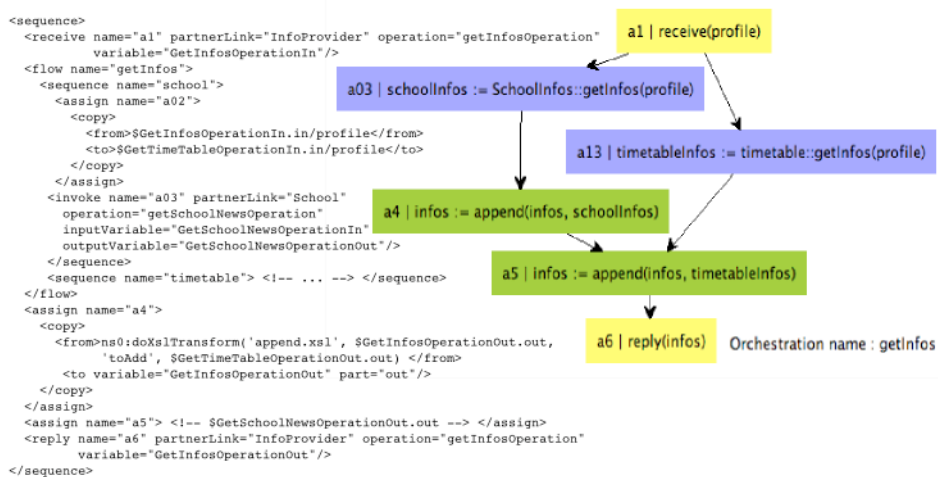 <sequence>
<receive name="a1" partnerLink="InfoProvider" operation="getInfosOperation"
variable="GetInfosOperationIn"/>
<flow name="getInfos">
<sequence name="school">
<assign name="a02">
<copy>
<from>$GetInfosOperationIn.in/profile</from>
<to>$GetTimeTableOperationIn.in/profile</to>
</copy>
</assign>
<invoke name="a03" partnerLink="School"
operation="getSchoolNewsOperation"
inputVariable="GetSchoolNewsOperationIn"
outputVariable="GetSchoolNewsOperationOut"/>
</sequence>
<sequence name="timetable"> <!-- ... --> </sequence>
</flow>
<assign name="a4">
<copy>
<from>ns0:doXslTransform('append.xsl', $GetInfosOperationOut.out,
'toAdd', $GetTimeTableOperationOut.out) </from>
<to variable="GetInfosOperationOut" part="out"/>
</copy>
</assign>
<assign name="a5"> <!-- $GetSchoolNewsOperationOut.out --> </assign>
<reply name="a6" partnerLink="InfoProvider" operation="getInfosOperation"
variable="GetInfosOperationOut"/>
</sequence>
a1 | receive(profile)
a03 | schoolInfos := SchoolInfos::getInfos(profile)
a13 | timetableInfos := timetable::getInfos(profile)
a4 | infos := append(infos, schoolInfos)
a5 | infos := append(infos, timetableInfos)
a6 | reply(infos)
Orchestration name : getInfos